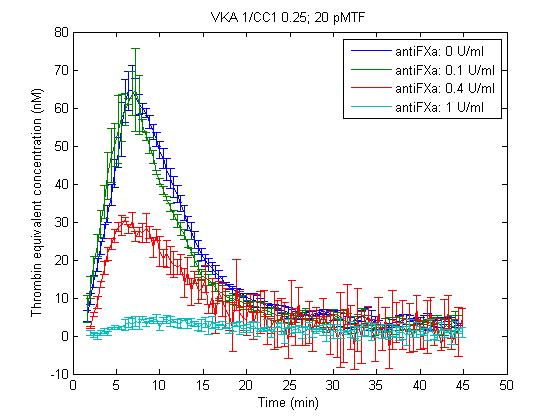 VKA 1/CC1 0.25; 20 pMTF
80
70
60
50
40
30
20
10
0
-10
Thrombin equivalent concentration (nM)
antiFXa: 0 U/ml
antiFXa: 0.1 U/ml
antiFXa: 0.4 U/ml
antiFXa: 1 U/ml
0 5 10 15 20 25 30 35 40 45 50
Time (min)